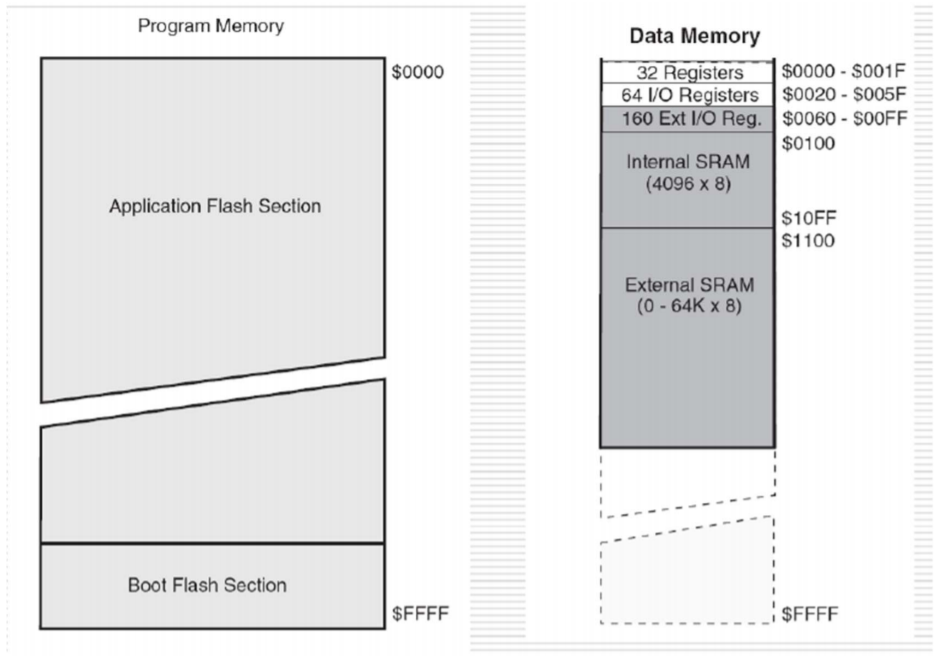 Program Memory
$0000
Application Flash Section
Boot Flash Section
$FFFF
Data Memory
32 Registers
$0000 - $001F
64 I/O Registers
$0020 - $005F
160 Ext I/O Reg.
$0060 - $00FF
$0100
Internal SRAM
(4096 x 8)
$10FF
$1100
External SRAM
(0 - 64K x 8)
$FFFF